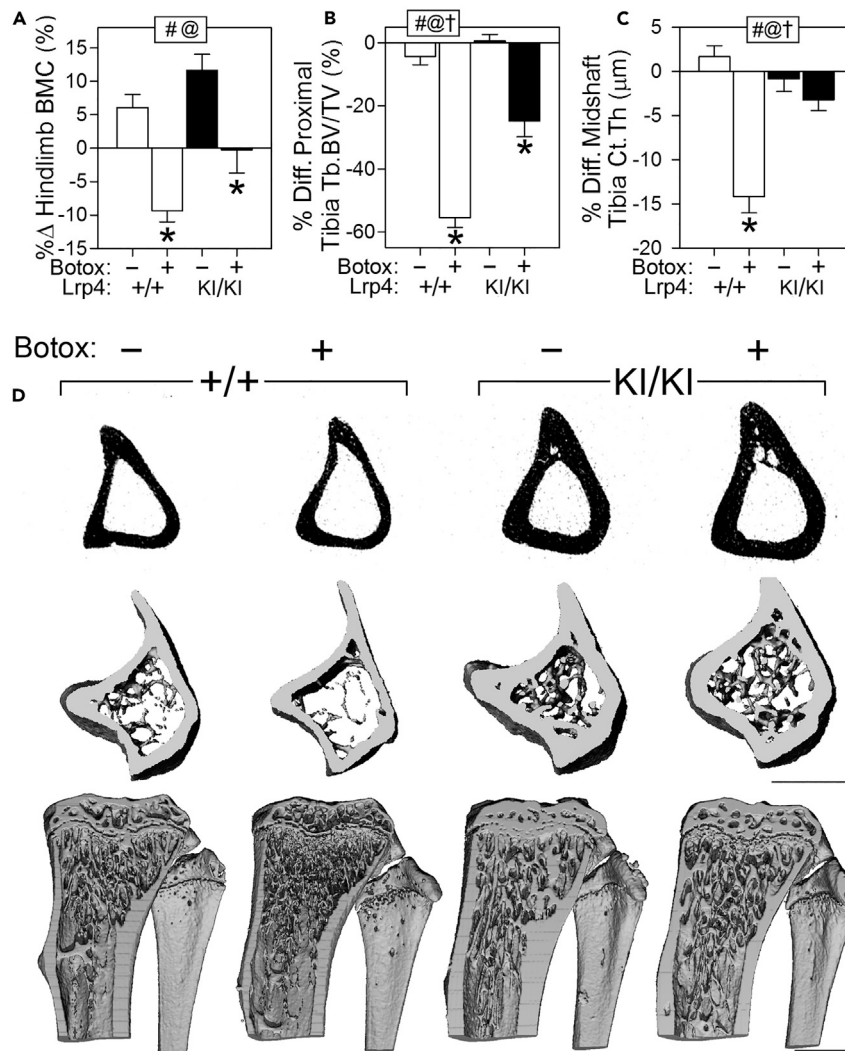 A
# @
%Δ Hindlimb BMC (%)
15
10
5
0
-5
-10
-15
*
*
Botox: − + − +
Lrp4: +/+ KI/KI
B
#@†
% Diff. Proximal
Tibia Tb.BV/TV (%)
0
-20
-40
-60
*
*
Botox: − + − +
Lrp4: +/+ KI/KI
C
#@†
% Diff. Midshaft
Tibia Ct.Th (μm)
5
0
-5
-10
-15
-20
*
Botox: − + − +
Lrp4: +/+ KI/KI
Botox: − + − +
+/+ KI/KI
D